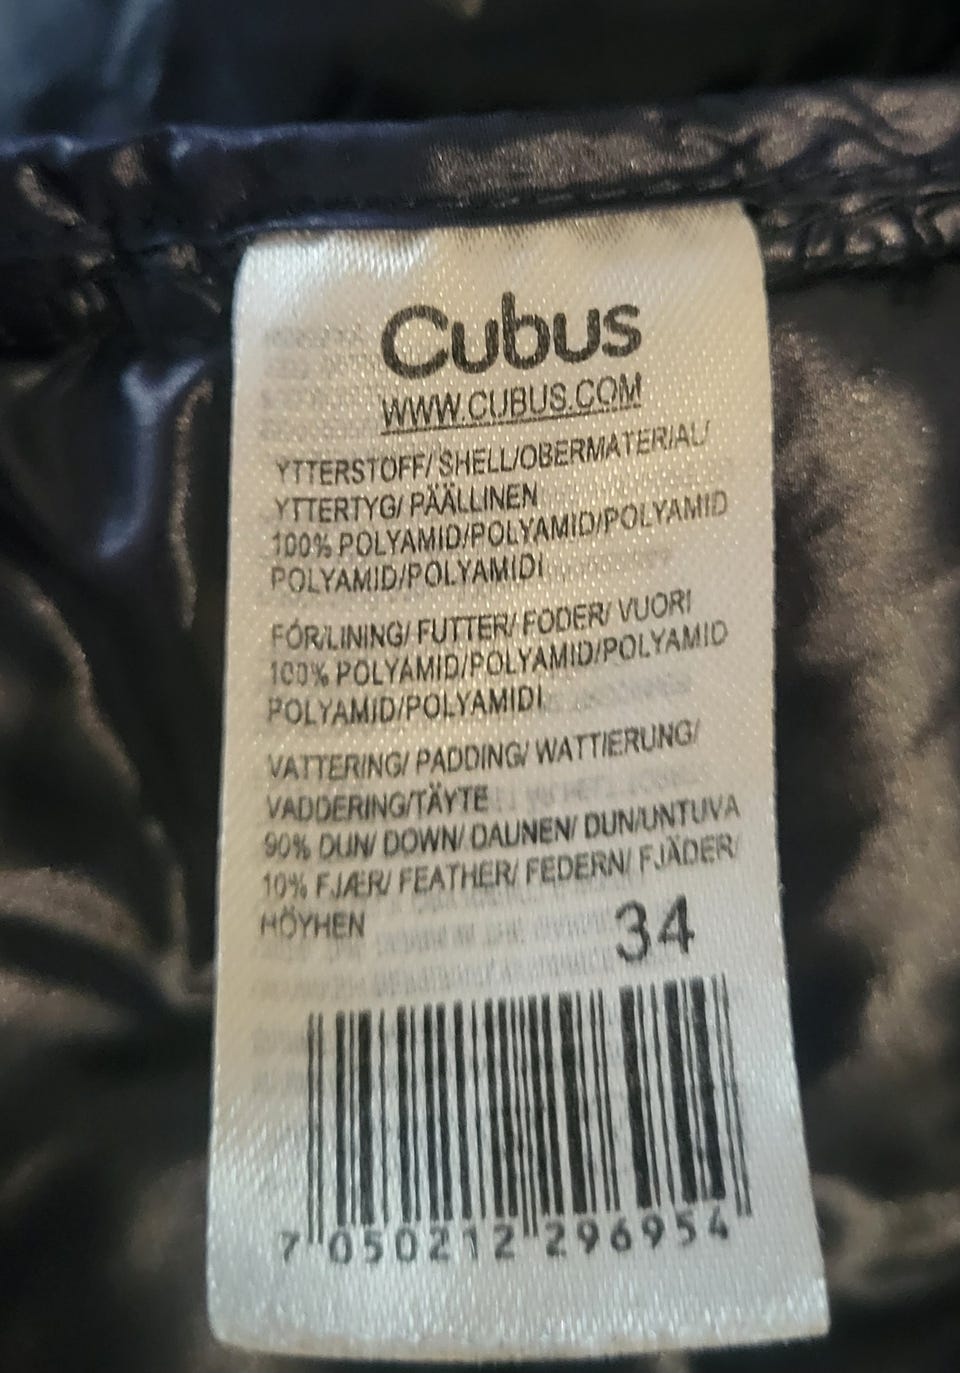 Cubus
WWW.CUBUS.COM
YTTERSTOFF/SHELL/OBERMATERIAL/
YTTERTYG/ PÄÄLLINEN
100% POLYAMID/POLYAMID/POLYAMID
POLYAMID/POLYAMIDI
FÓR/LINING/ FUTTER/ FODER/ VUORI
100% POLYAMID/POLYAMID/POLYAMID
POLYAMID/POLYAMIDI
VATTERING/ PADDING/ WATTIERUNG/
VADDERING/TÄYTE
90% DUN/ DOWN/ DAUNEN/ DUN/UNTUVA
10% FJÆR/ FEATHER/ FEDERN/ FJÄDER/
HÖYHEN
34
7 050212 296954